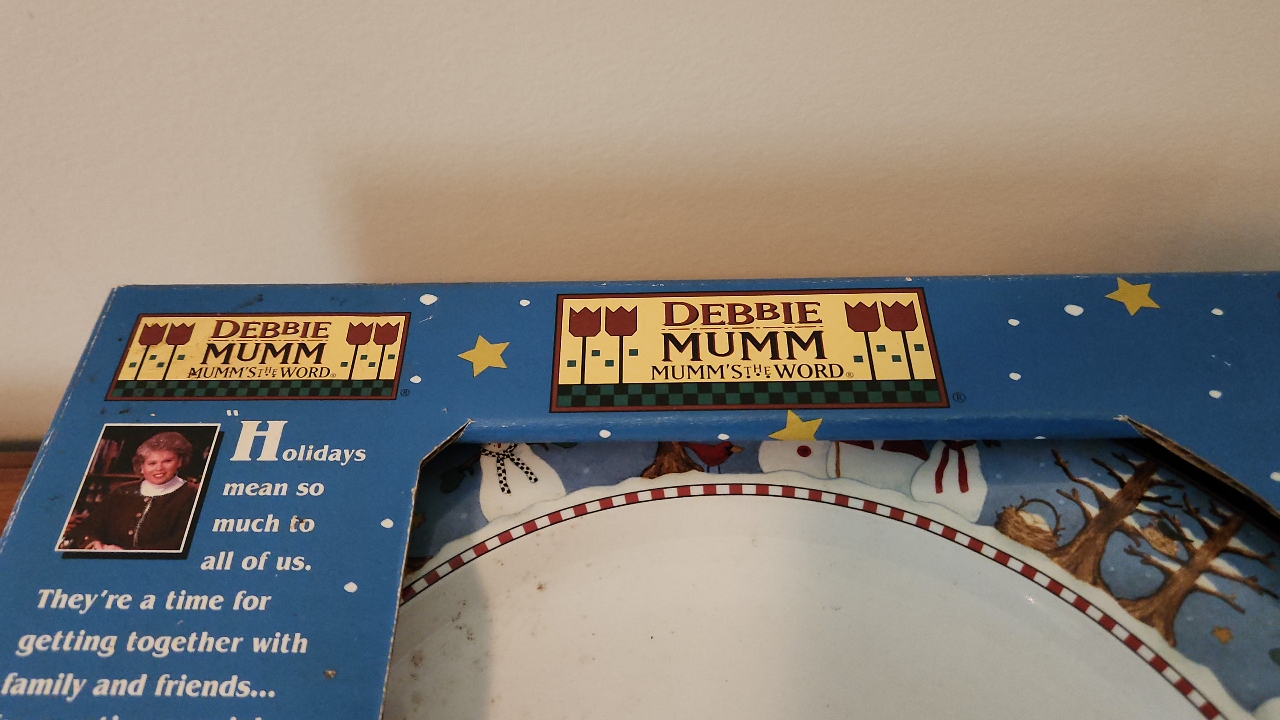 DEBBIE
MUMM
MUMM'S THE WORD®
®
DEBBIE
MUMM
MUMM'S THE WORD®
®
"Holidays
mean so
much to
all of us.
They're a time for
getting together with
family and friends...